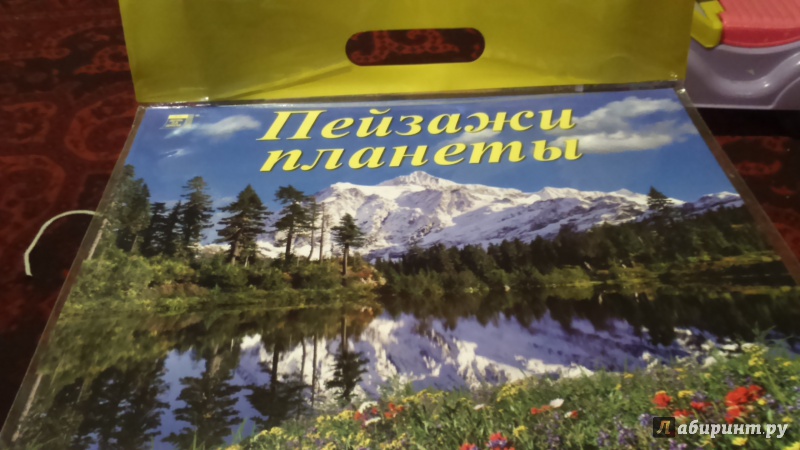 Пейзажи
планеты
Лабиринт.ру